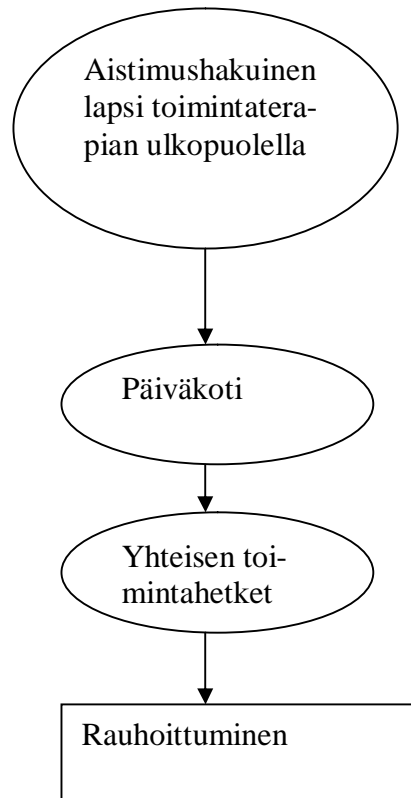 Aistimushakuinen
lapsi toimintatera-
pian ulkopuolella
Päiväkoti
Yhteisen toi-
mintahetket
Rauhoittuminen